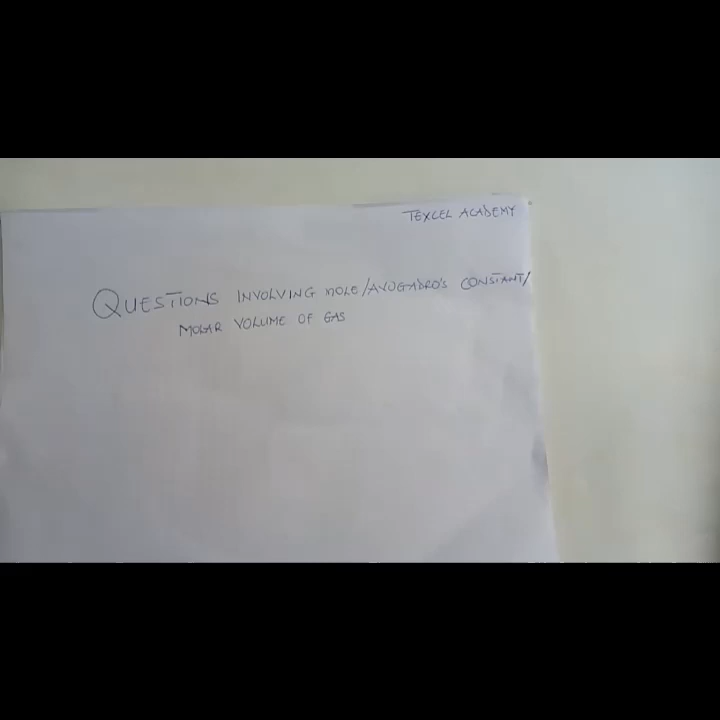 TEXCEL ACADEMY
QUESTIONS INVOLVING MOLE/AVOGADRO'S CONSTANT/
MOLAR VOLUME OF GAS